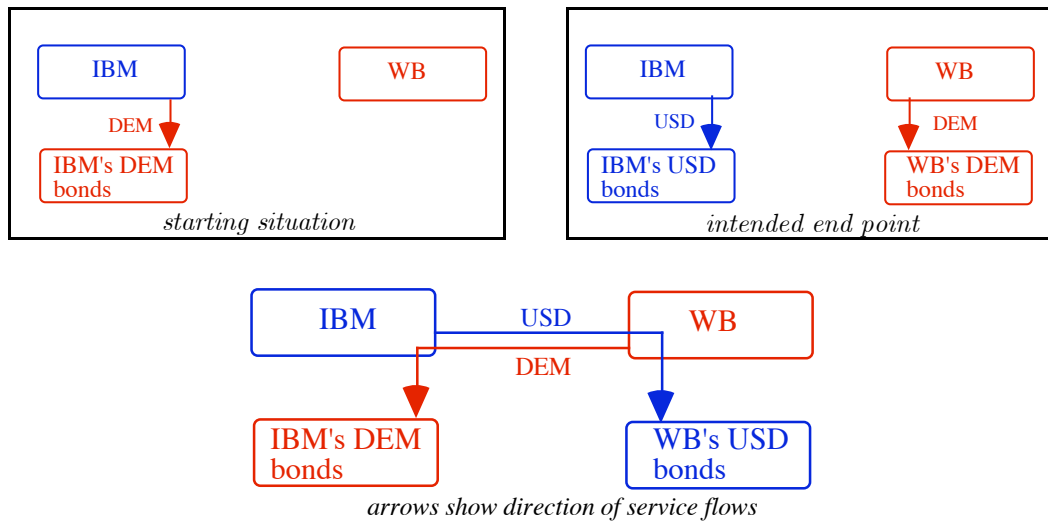 IBM
WB
DEM
IBM's DEM
bonds
starting situation
IBM
WB
USD
DEM
IBM's USD
bonds
WB's DEM
bonds
intended end point
IBM
USD
WB
DEM
IBM's DEM
bonds
WB's USD
bonds
arrows show direction of service flows